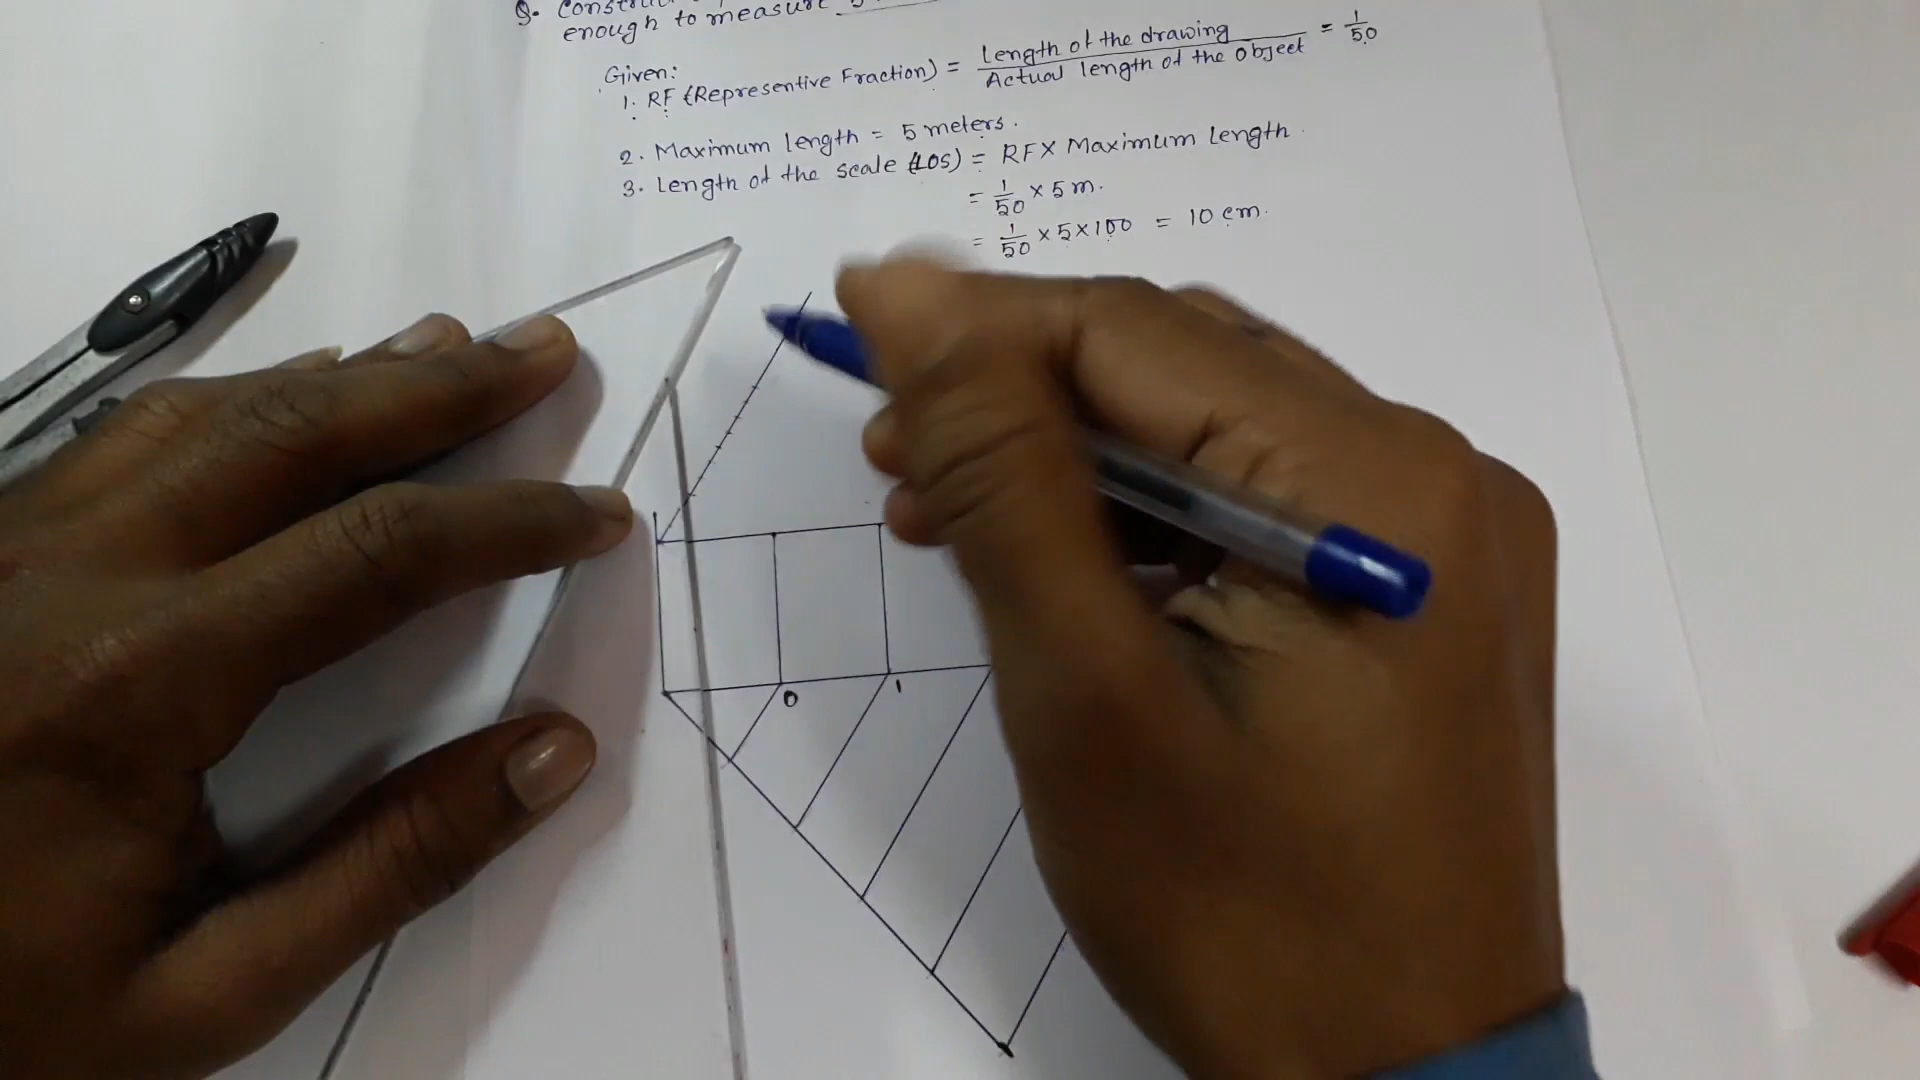 Q. Construct
enough to measure 5
Given:
1. RF (Representive Fraction) = Length of the drawing / Actual length of the object = 1/50
2. Maximum length = 5 meters.
3. Length of the scale (LOS) = RF X Maximum Length.
= 1/50 × 5 m.
= 1/50 × 5 × 100 = 10 cm.
0 1